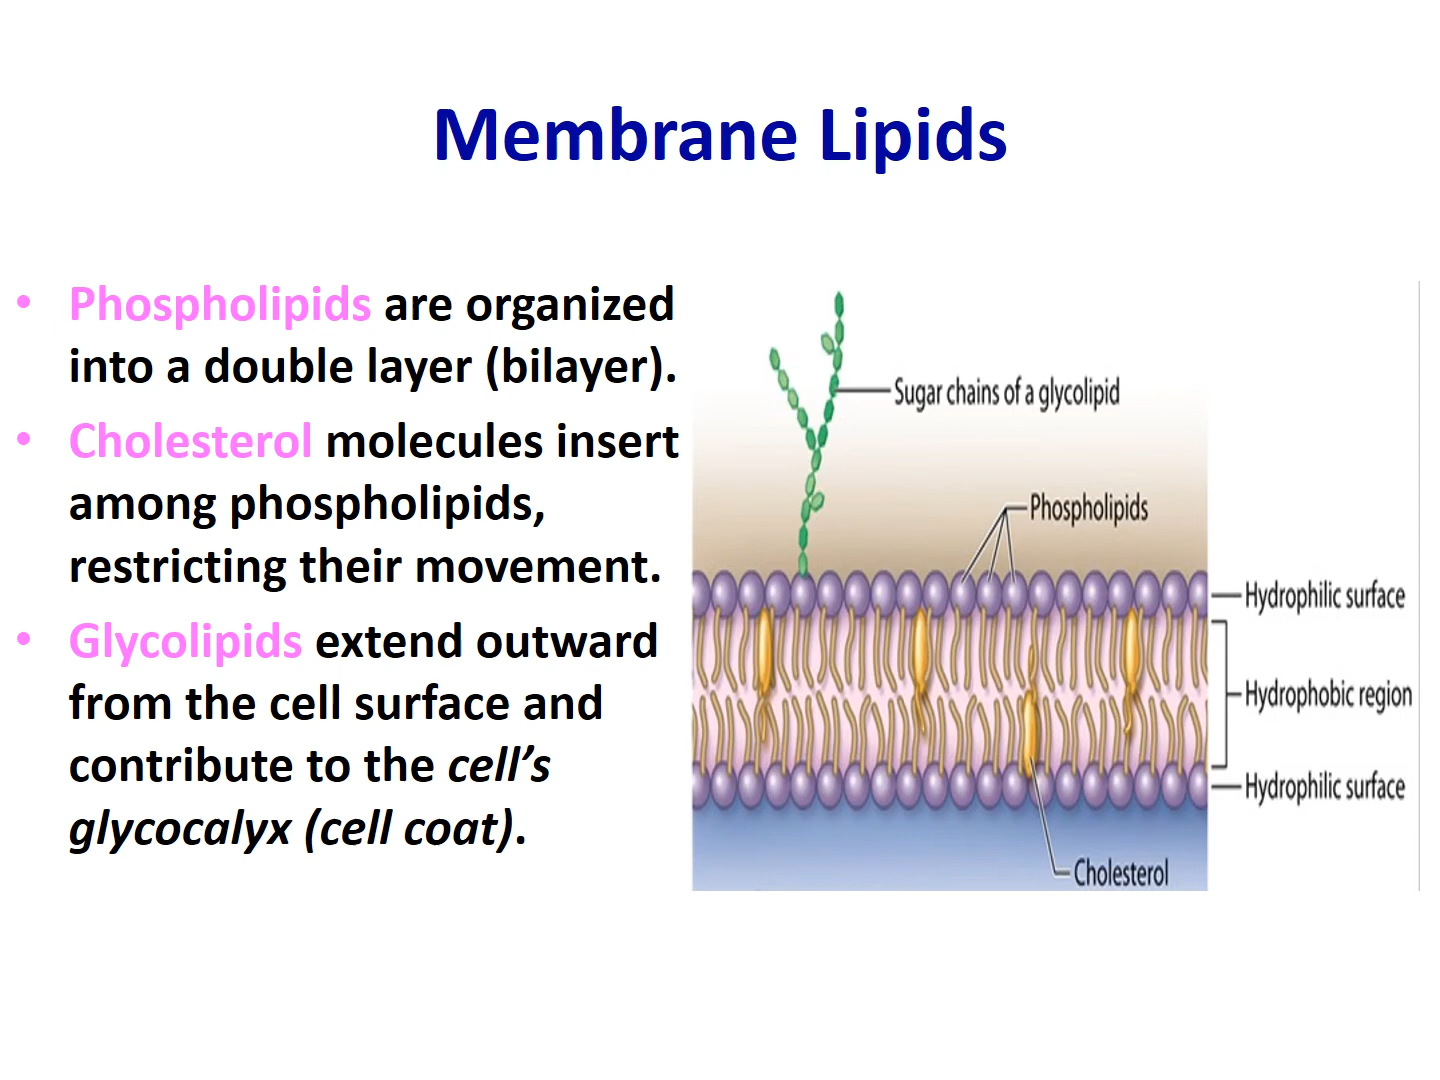 Membrane Lipids
• Phospholipids are organized
into a double layer (bilayer).
• Cholesterol molecules insert
among phospholipids,
restricting their movement.
• Glycolipids extend outward
from the cell surface and
contribute to the cell’s
glycocalyx (cell coat).
Sugar chains of a glycolipid
Phospholipids
Hydrophilic surface
Hydrophobic region
Hydrophilic surface
Cholesterol